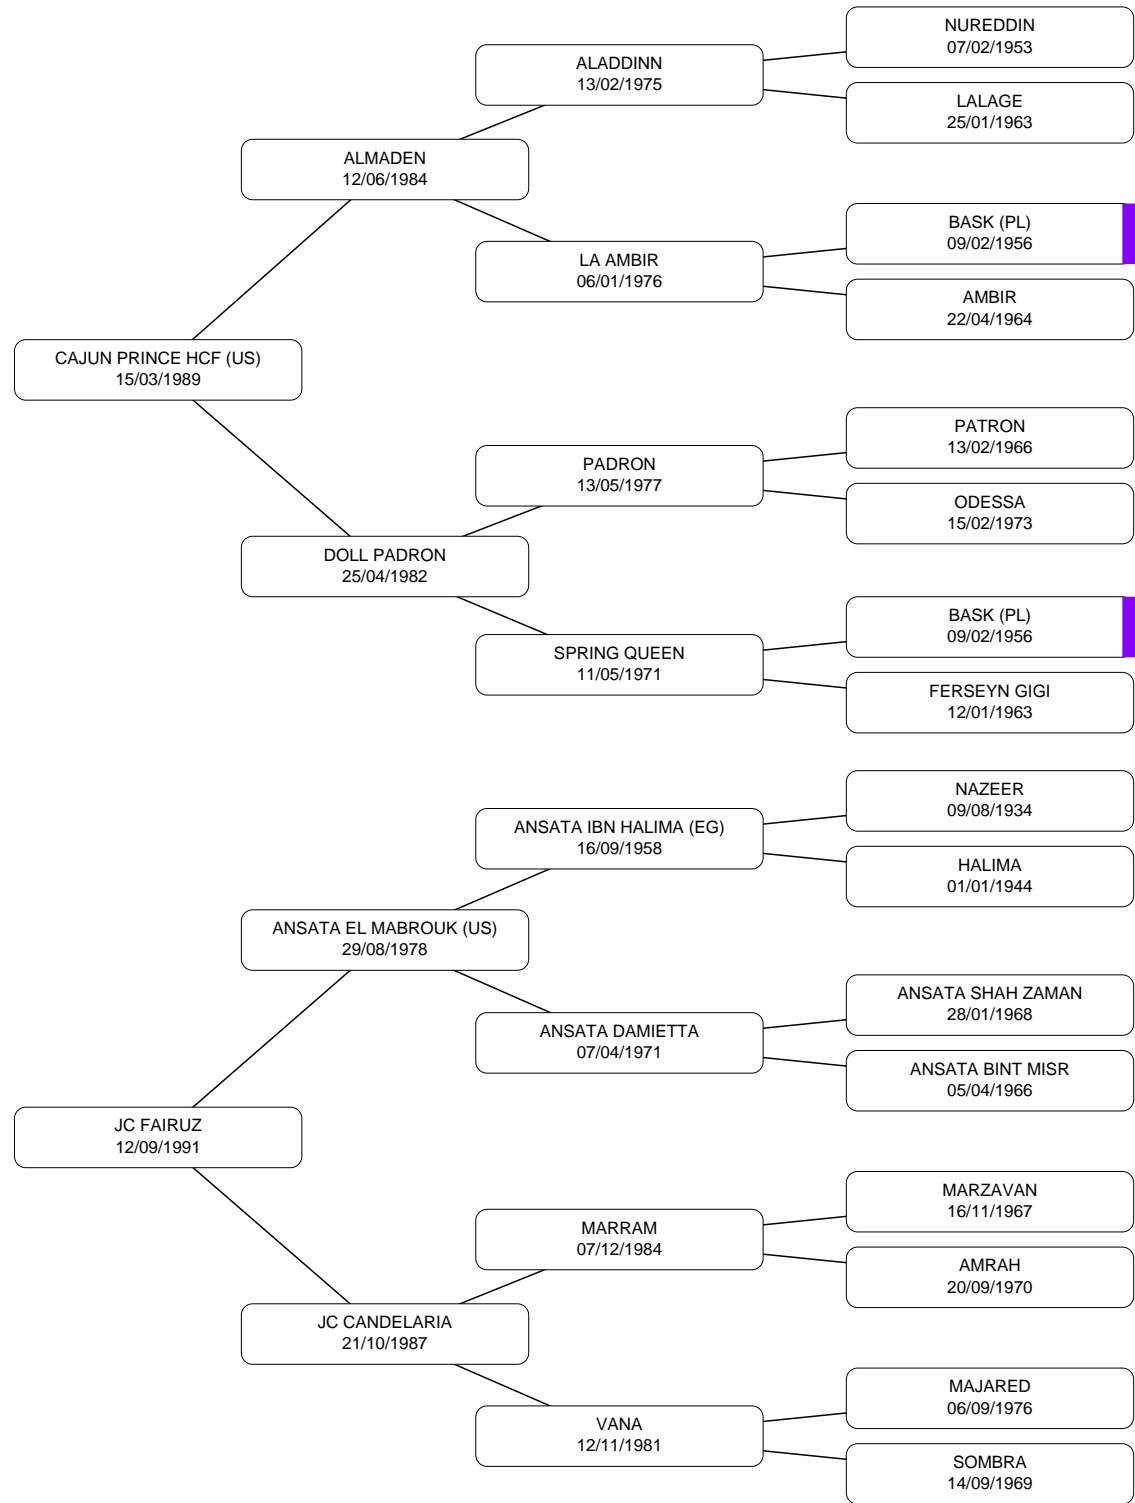 NUREDDIN
07/02/1953
ALADDINN
13/02/1975
LALAGE
25/01/1963
ALMADEN
12/06/1984
BASK (PL)
09/02/1956
LA AMBIR
06/01/1976
AMBIR
22/04/1964
CAJUN PRINCE HCF (US)
15/03/1989
PATRON
13/02/1966
PADRON
13/05/1977
ODESSA
15/02/1973
DOLL PADRON
25/04/1982
BASK (PL)
09/02/1956
SPRING QUEEN
11/05/1971
FERSEYN GIGI
12/01/1963
NAZEER
09/08/1934
ANSATA IBN HALIMA (EG)
16/09/1958
HALIMA
01/01/1944
ANSATA EL MABROUK (US)
29/08/1978
ANSATA SHAH ZAMAN
28/01/1968
ANSATA DAMIETTA
07/04/1971
ANSATA BINT MISR
05/04/1966
JC FAIRUZ
12/09/1991
MARZAVAN
16/11/1967
MARRAM
07/12/1984
AMRAH
20/09/1970
JC CANDELARIA
21/10/1987
MAJARED
06/09/1976
VANA
12/11/1981
SOMBRA
14/09/1969